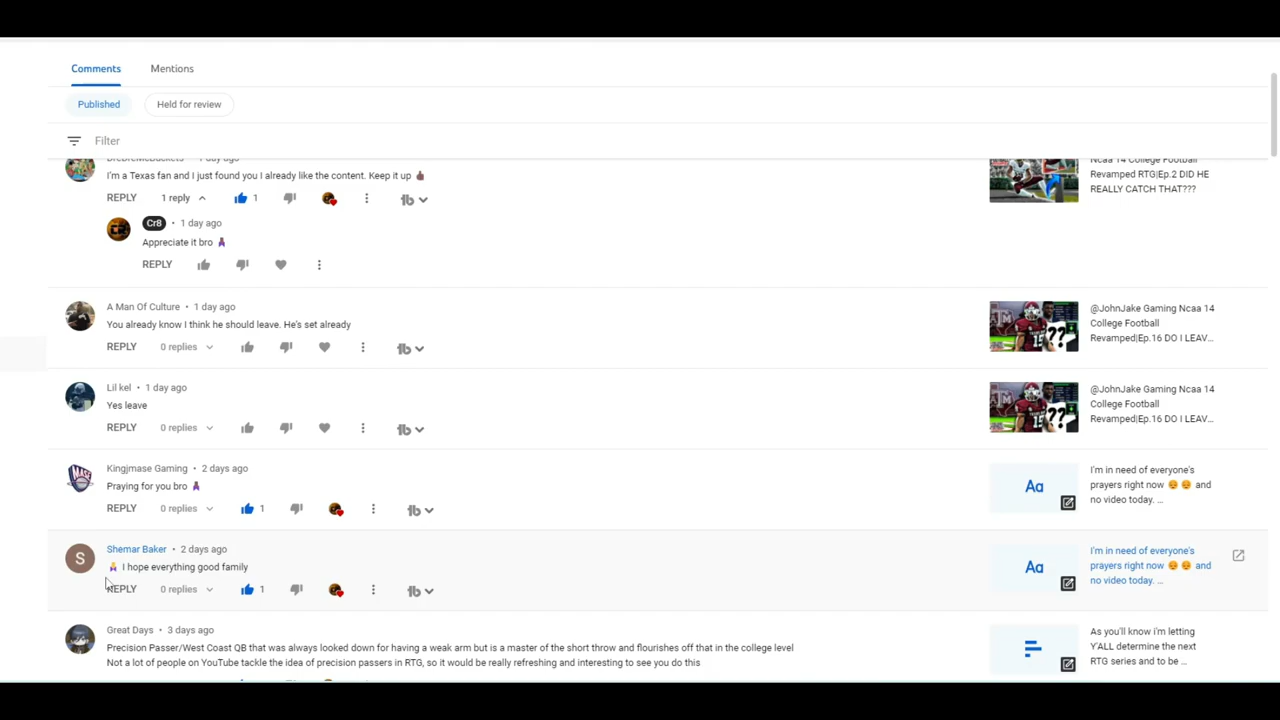 Comments
Mentions
Published
Held for review
Filter
DreDreMcBuckets • 1 day ago
I'm a Texas fan and I just found you I already like the content. Keep it up
REPLY 1 reply 1
Ncaa 14 College Football
Revamped RTG|Ep.2 DID HE
REALLY CATCH THAT???
Cr8 • 1 day ago
Appreciate it bro
REPLY
A Man Of Culture • 1 day ago
You already know I think he should leave. He's set already
REPLY 0 replies
@JohnJake Gaming Ncaa 14
College Football
Revamped|Ep.16 DO I LEAV...
Lil kel • 1 day ago
Yes leave
REPLY 0 replies
@JohnJake Gaming Ncaa 14
College Football
Revamped|Ep.16 DO I LEAV...
Kingjmase Gaming • 2 days ago
Praying for you bro
REPLY 0 replies 1
Aa
I'm in need of everyone's
prayers right now 😔 😔 and
no video today. ...
S
Shemar Baker • 2 days ago
I hope everything good family
REPLY 0 replies 1
Aa
I'm in need of everyone's
prayers right now 😔 😔 and
no video today. ...
Great Days • 3 days ago
Precision Passer/West Coast QB that was always looked down for having a weak arm but is a master of the short throw and flourishes off that in the college level
Not a lot of people on YouTube tackle the idea of precision passers in RTG, so it would be really refreshing and interesting to see you do this
As you'll know i'm letting
Y'ALL determine the next
RTG series and to be ...